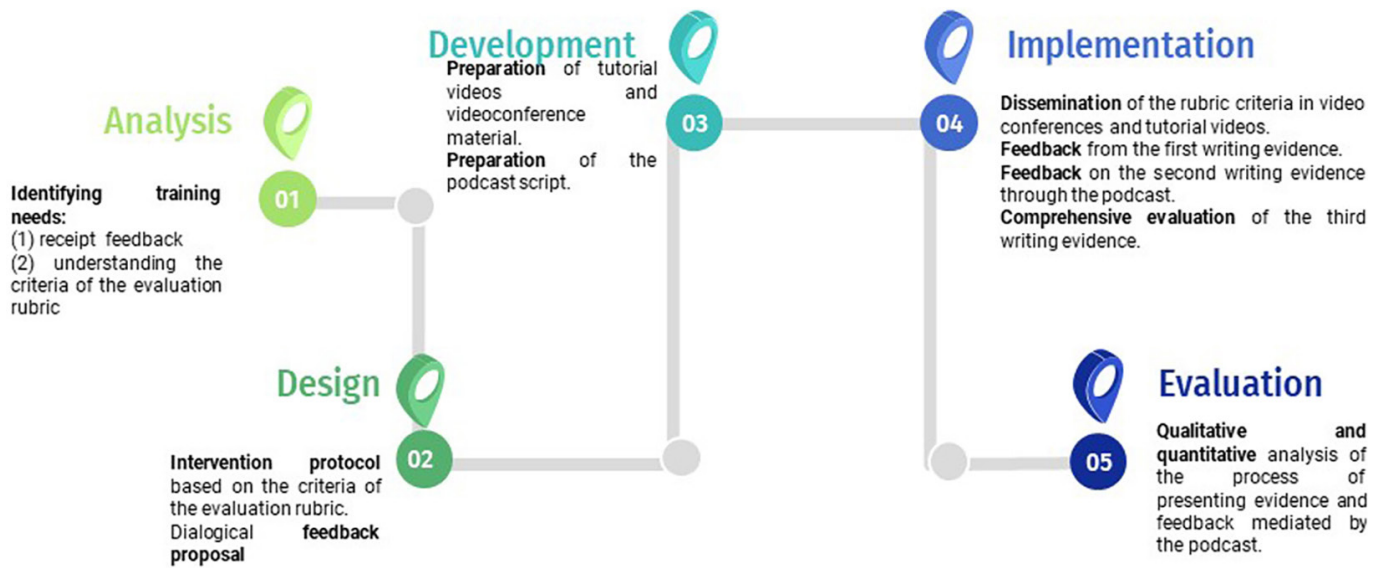 Analysis
01
Identifying training
needs:
(1) receipt feedback
(2) understanding the
criteria of the evaluation
rubric
Design
02
Intervention protocol
based on the criteria of
the evaluation rubric.
Dialogical feedback
proposal
Development
03
Preparation of tutorial
videos and
videoconference
material.
Preparation of the
podcast script.
Implementation
04
Dissemination of the rubric criteria in video
conferences and tutorial videos.
Feedback from the first writing evidence.
Feedback on the second writing evidence
through the podcast.
Comprehensive evaluation of the third
writing evidence.
Evaluation
05
Qualitative and
quantitative analysis of
the process of
presenting evidence and
feedback mediated by
the podcast.